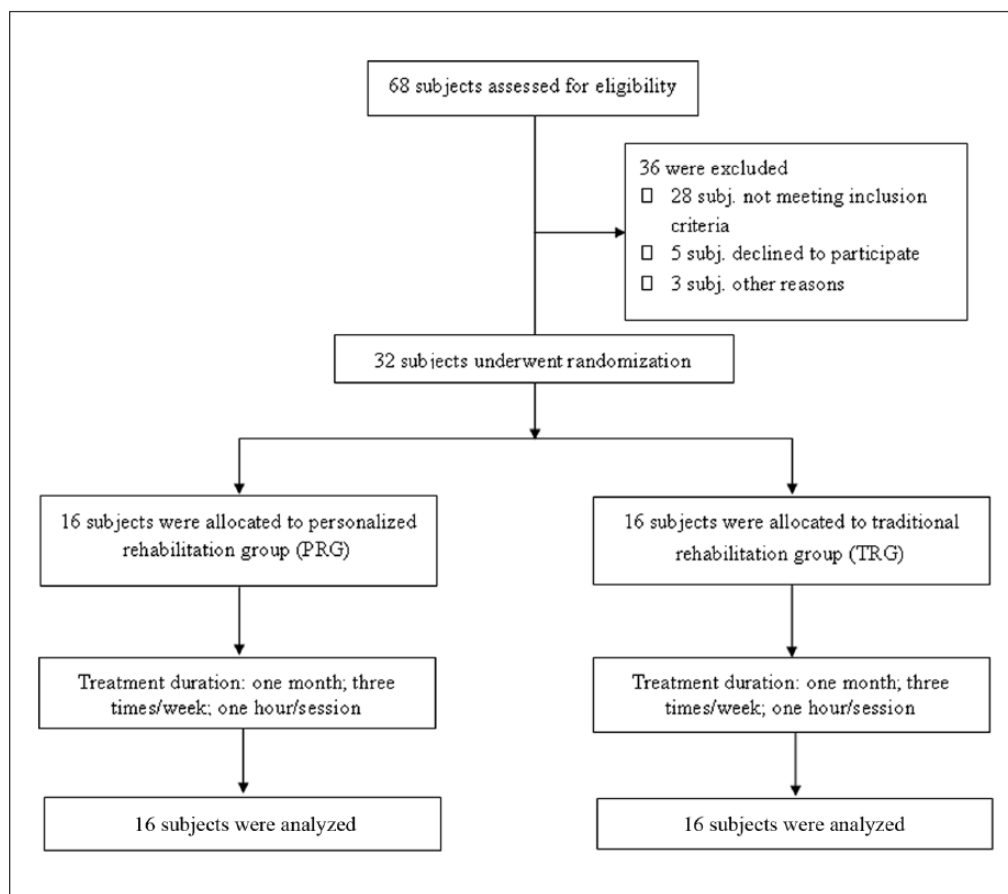 68 subjects assessed for eligibility
36 were excluded
28 subj. not meeting inclusion
criteria
5 subj. declined to participate
3 subj. other reasons
32 subjects underwent randomization
16 subjects were allocated to personalized
rehabilitation group (PRG)
16 subjects were allocated to traditional
rehabilitation group (TRG)
Treatment duration: one month; three
times/week; one hour/session
Treatment duration: one month; three
times/week; one hour/session
16 subjects were analyzed
16 subjects were analyzed